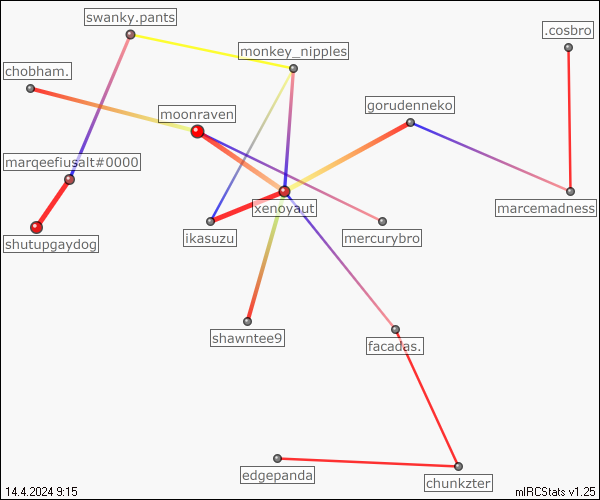 swanky.pants
.cosbro
monkey_nipples
chobham.
gorudenneko
moonraven
marqeefiusalt#0000
xenoyaut
marcemadness
shutupgaydog
ikasuzu
mercurybro
shawntee9
facadas.
edgepanda
chunkzter
14.4.2024 9:15
mIRCStats v1.25